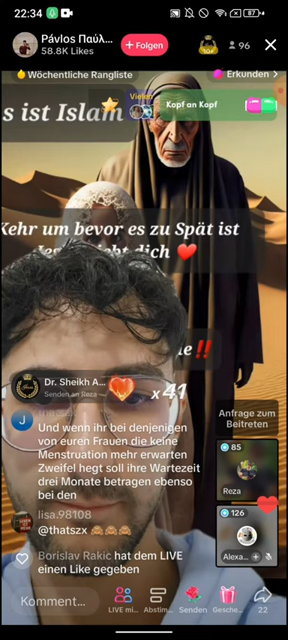 22:34
87
Pávlos Παύλ...
58.8K Likes
+ Folgen
96
Wöchentliche Rangliste
Erkunden >
Vielen
Kopf an Kopf
s ist Islam
Kehr um bevor es zu Spät ist
dich ❤️
‼️
Dr. Sheikh A...
Senden an Reza
x41
Anfrage zum
Beitreten
J
Und wenn ihr bei denjenigen
von euren Frauen die keine
Menstruation mehr erwarten
Zweifel hegt soll ihre Wartezeit
drei Monate betragen ebenso
bei den
85
Reza
lisa.98108
@thatszx 🙈🙈🙈
126
Alexa...
Borislav Rakic hat dem LIVE
einen Like gegeben
Komment...
LIVE mi...
Abstim...
Senden
Gesche...
22